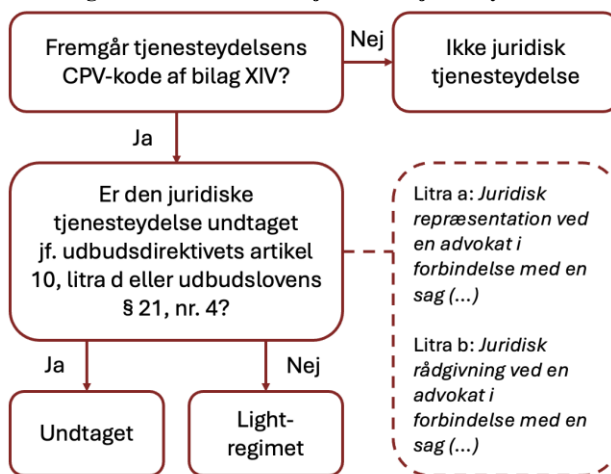 Fremgår tjenesteydelsens
CPV-kode af bilag XIV?
Nej
Ikke juridisk
tjenesteydelse
Ja
Er den juridiske
tjenesteydelse undtaget
jf. udbudsdirektivets artikel
10, litra d eller udbudslovens
§ 21, nr. 4?
Litra a: Juridisk
repræsentation ved
en advokat i
forbindelse med en
sag (...)
Litra b: Juridisk
rådgivning ved en
advokat i
forbindelse med en
sag (...)
Ja
Nej
Undtaget
Light-
regimet